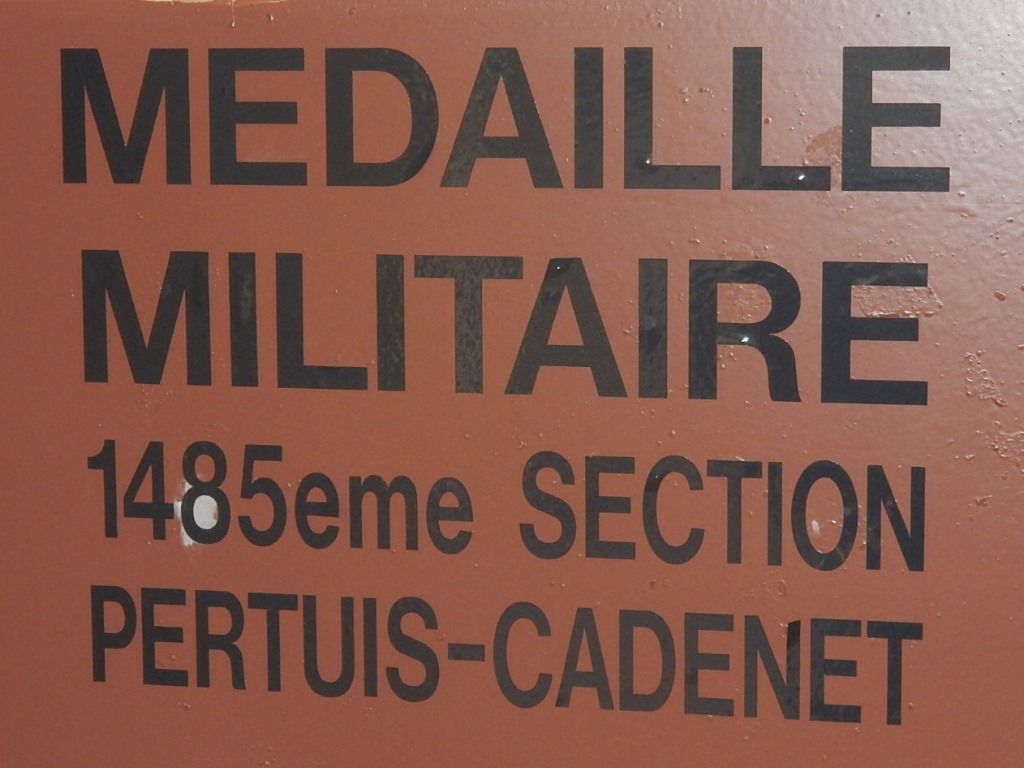 MEDAILLE
MILITAIRE
1485eme SECTION
PERTUIS-CADENET